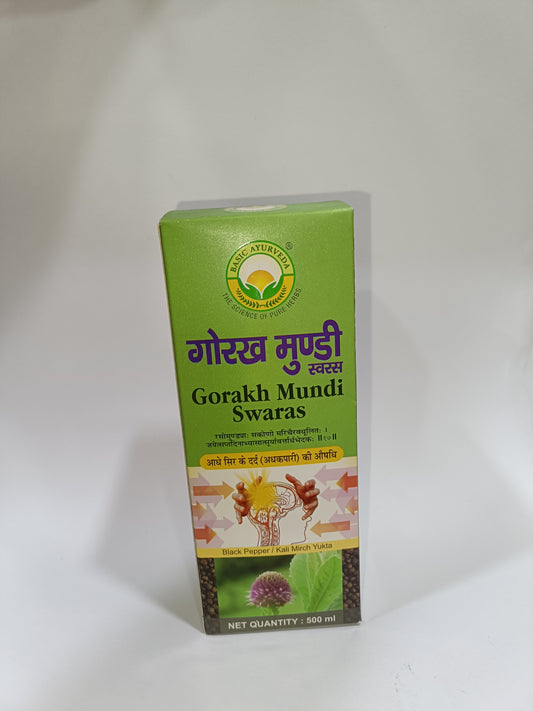 BASIC AYURVEDA ®
THE SCIENCE OF PURE HERBS
गोरख मुण्डी
स्वरस
Gorakh Mundi
Swaras
आधे सिर के दर्द (अधकपारी) की औषधि
Black Pepper / Kali Mirch Yukta
NET QUANTITY : 500 ml